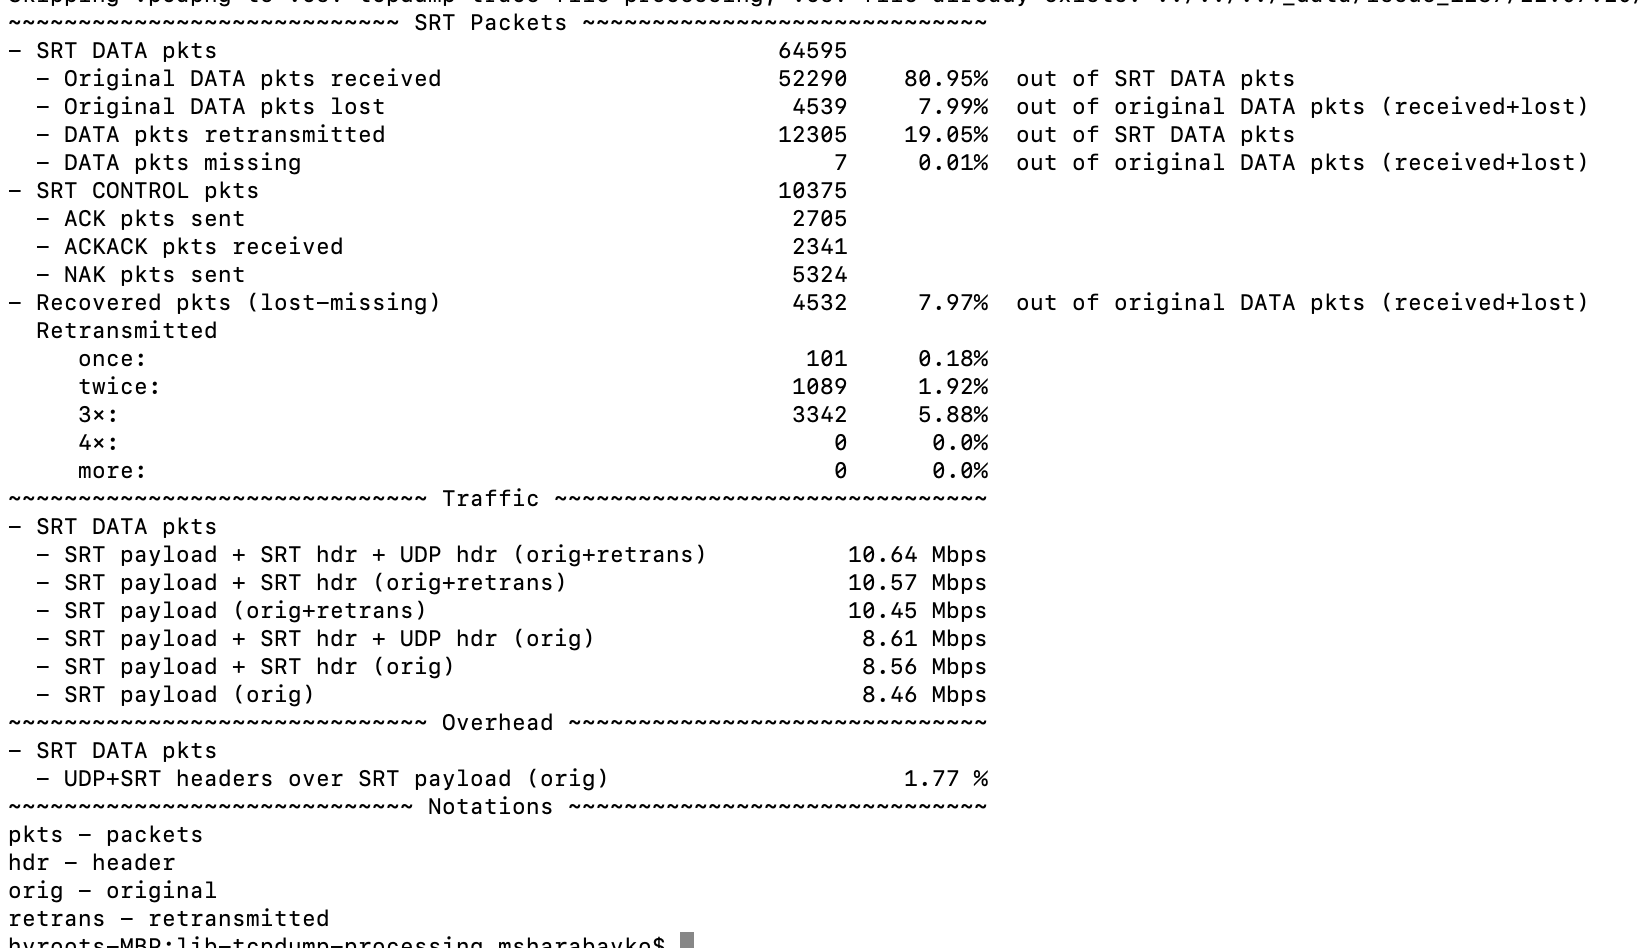 ~~~~~~~~~~~~~~~~~~~~~~~~~~~~ SRT Packets ~~~~~~~~~~~~~~~~~~~~~~~~~~~~~
- SRT DATA pkts 64595
- Original DATA pkts received 52290 80.95% out of SRT DATA pkts
- Original DATA pkts lost 4539 7.99% out of original DATA pkts (received+lost)
- DATA pkts retransmitted 12305 19.05% out of SRT DATA pkts
- DATA pkts missing 7 0.01% out of original DATA pkts (received+lost)
- SRT CONTROL pkts 10375
- ACK pkts sent 2705
- ACKACK pkts received 2341
- NAK pkts sent 5324
- Recovered pkts (lost-missing) 4532 7.97% out of original DATA pkts (received+lost)
Retransmitted
once: 101 0.18%
twice: 1089 1.92%
3×: 3342 5.88%
4×: 0 0.0%
more: 0 0.0%
~~~~~~~~~~~~~~~~~~~~~~~~~~~~~~ Traffic ~~~~~~~~~~~~~~~~~~~~~~~~~~~~~~~
- SRT DATA pkts
- SRT payload + SRT hdr + UDP hdr (orig+retrans) 10.64 Mbps
- SRT payload + SRT hdr (orig+retrans) 10.57 Mbps
- SRT payload (orig+retrans) 10.45 Mbps
- SRT payload + SRT hdr + UDP hdr (orig) 8.61 Mbps
- SRT payload + SRT hdr (orig) 8.56 Mbps
- SRT payload (orig) 8.46 Mbps
~~~~~~~~~~~~~~~~~~~~~~~~~~~~~~ Overhead ~~~~~~~~~~~~~~~~~~~~~~~~~~~~~~
- SRT DATA pkts
- UDP+SRT headers over SRT payload (orig) 1.77 %
~~~~~~~~~~~~~~~~~~~~~~~~~~~~~ Notations ~~~~~~~~~~~~~~~~~~~~~~~~~~~~~~
pkts - packets
hdr - header
orig - original
retrans - retransmitted
hvroots-MBP:lib-tcpdump-processing msharabayko$